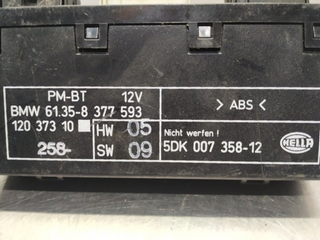 PM-BT 12V
BMW 61.35-8 377 593
120 373 10 HW 05
258- SW 09
> ABS <
Nicht werfen !
5DK 007 358-12
HELLA